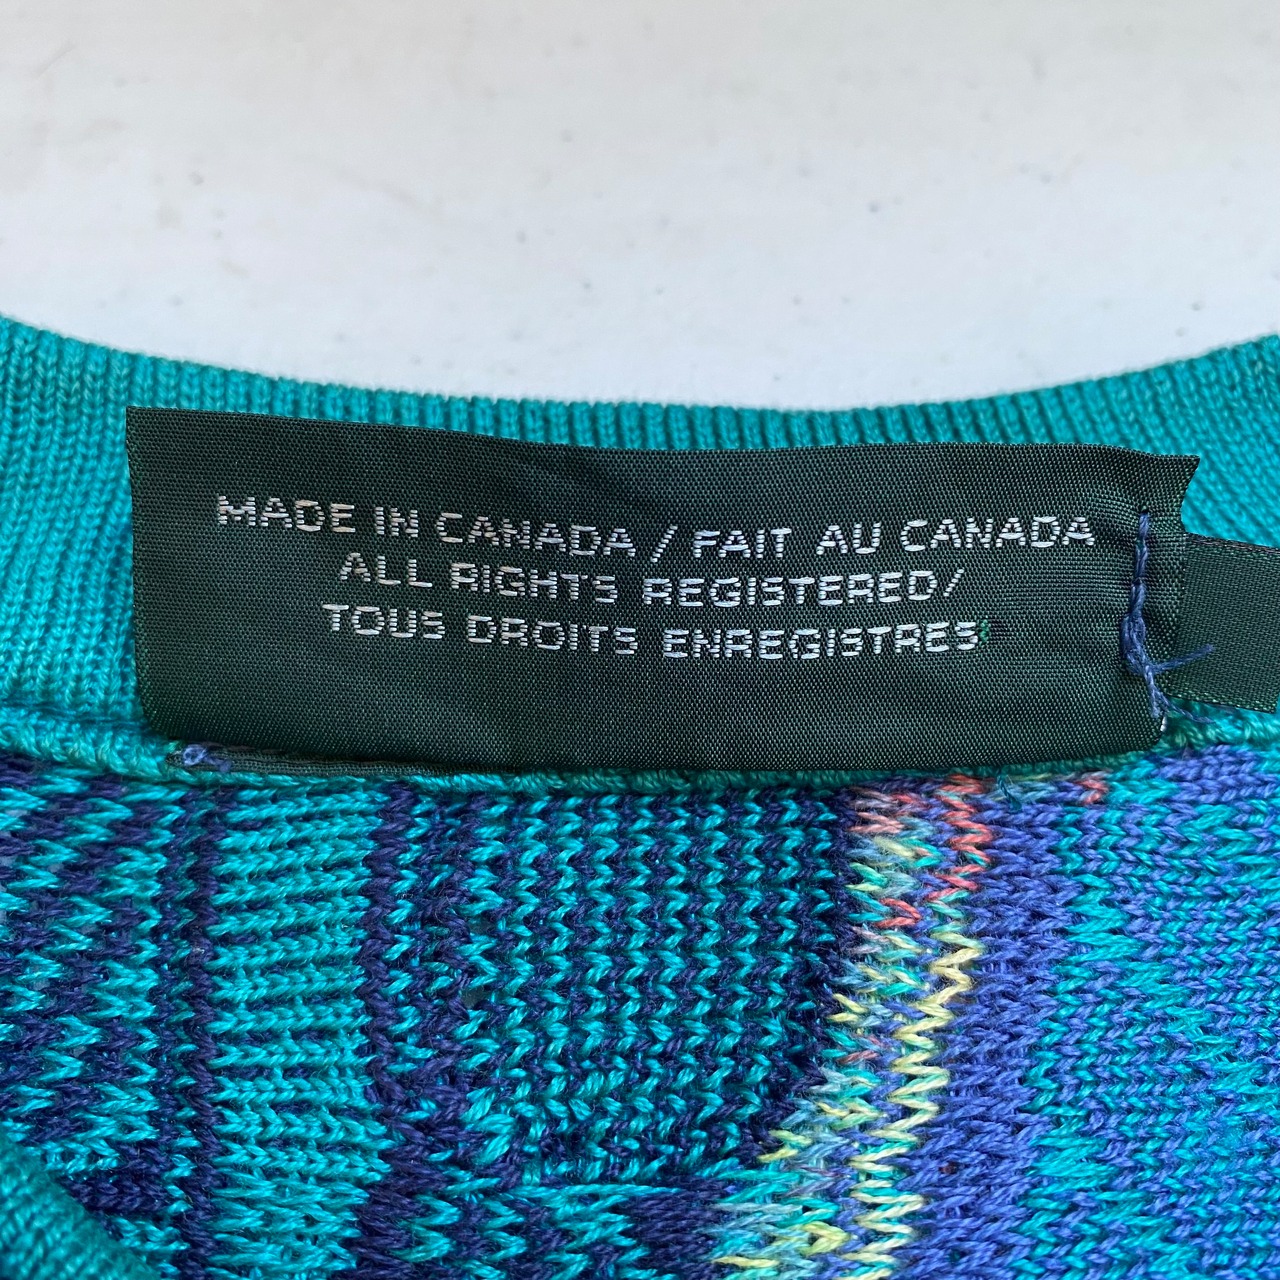 MADE IN CANADA / FAIT AU CANADA
ALL RIGHTS REGISTERED/
TOUS DROITS ENREGISTRES